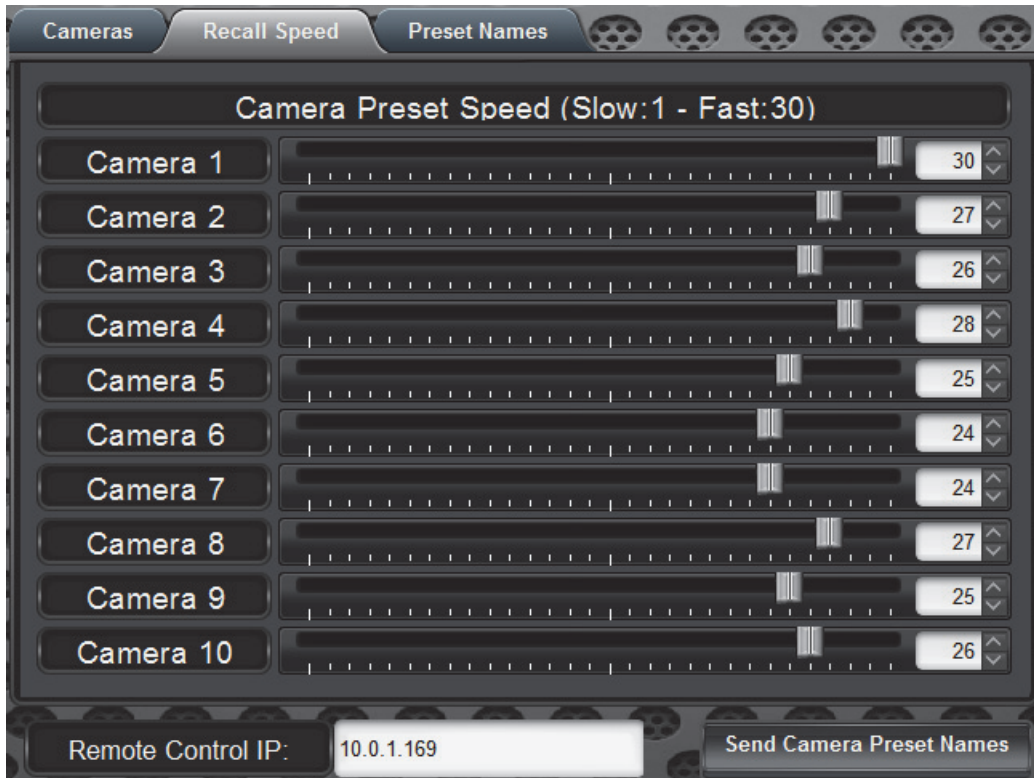 Cameras Recall Speed Preset Names
Camera Preset Speed (Slow:1 - Fast:30)
Camera 1 30
Camera 2 27
Camera 3 26
Camera 4 28
Camera 5 25
Camera 6 24
Camera 7 24
Camera 8 27
Camera 9 25
Camera 10 26
Remote Control IP: 10.0.1.169 Send Camera Preset Names